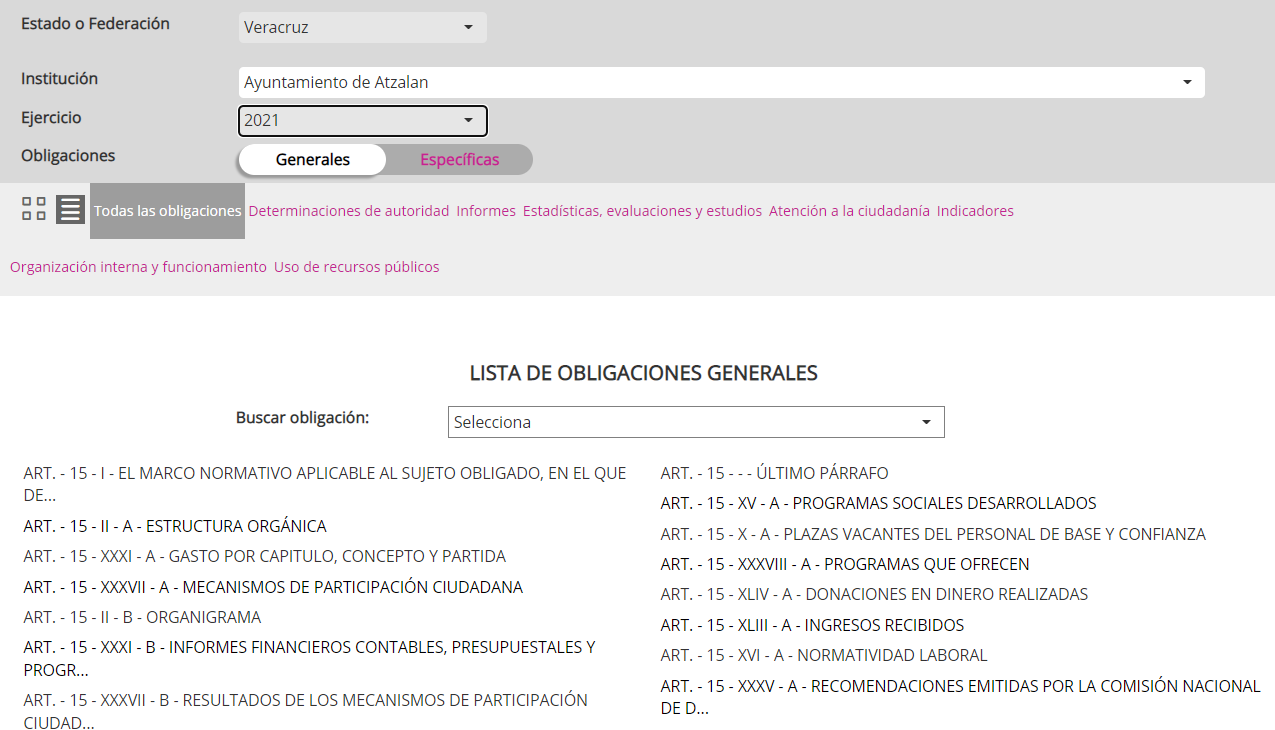 Estado o Federación
Veracruz
Institución
Ayuntamiento de Atzalan
Ejercicio
2021
Obligaciones
Generales
Específicas
Todas las obligaciones Determinaciones de autoridad Informes Estadísticas, evaluaciones y estudios Atención a la ciudadanía Indicadores
Organización interna y funcionamiento Uso de recursos públicos
LISTA DE OBLIGACIONES GENERALES
Buscar obligación:
Selecciona
ART. - 15 - I - EL MARCO NORMATIVO APLICABLE AL SUJETO OBLIGADO, EN EL QUE
DE...
ART. - 15 - II - A - ESTRUCTURA ORGÁNICA
ART. - 15 - XXXI - A - GASTO POR CAPITULO, CONCEPTO Y PARTIDA
ART. - 15 - XXXVII - A - MECANISMOS DE PARTICIPACIÓN CIUDADANA
ART. - 15 - II - B - ORGANIGRAMA
ART. - 15 - XXXI - B - INFORMES FINANCIEROS CONTABLES, PRESUPUESTALES Y
PROGR...
ART. - 15 - XXXVII - B - RESULTADOS DE LOS MECANISMOS DE PARTICIPACIÓN
CIUDAD...
ART. - 15 - - - ÚLTIMO PÁRRAFO
ART. - 15 - XV - A - PROGRAMAS SOCIALES DESARROLLADOS
ART. - 15 - X - A - PLAZAS VACANTES DEL PERSONAL DE BASE Y CONFIANZA
ART. - 15 - XXXVIII - A - PROGRAMAS QUE OFRECEN
ART. - 15 - XLIV - A - DONACIONES EN DINERO REALIZADAS
ART. - 15 - XLIII - A - INGRESOS RECIBIDOS
ART. - 15 - XVI - A - NORMATIVIDAD LABORAL
ART. - 15 - XXXV - A - RECOMENDACIONES EMITIDAS POR LA COMISIÓN NACIONAL
DE D...